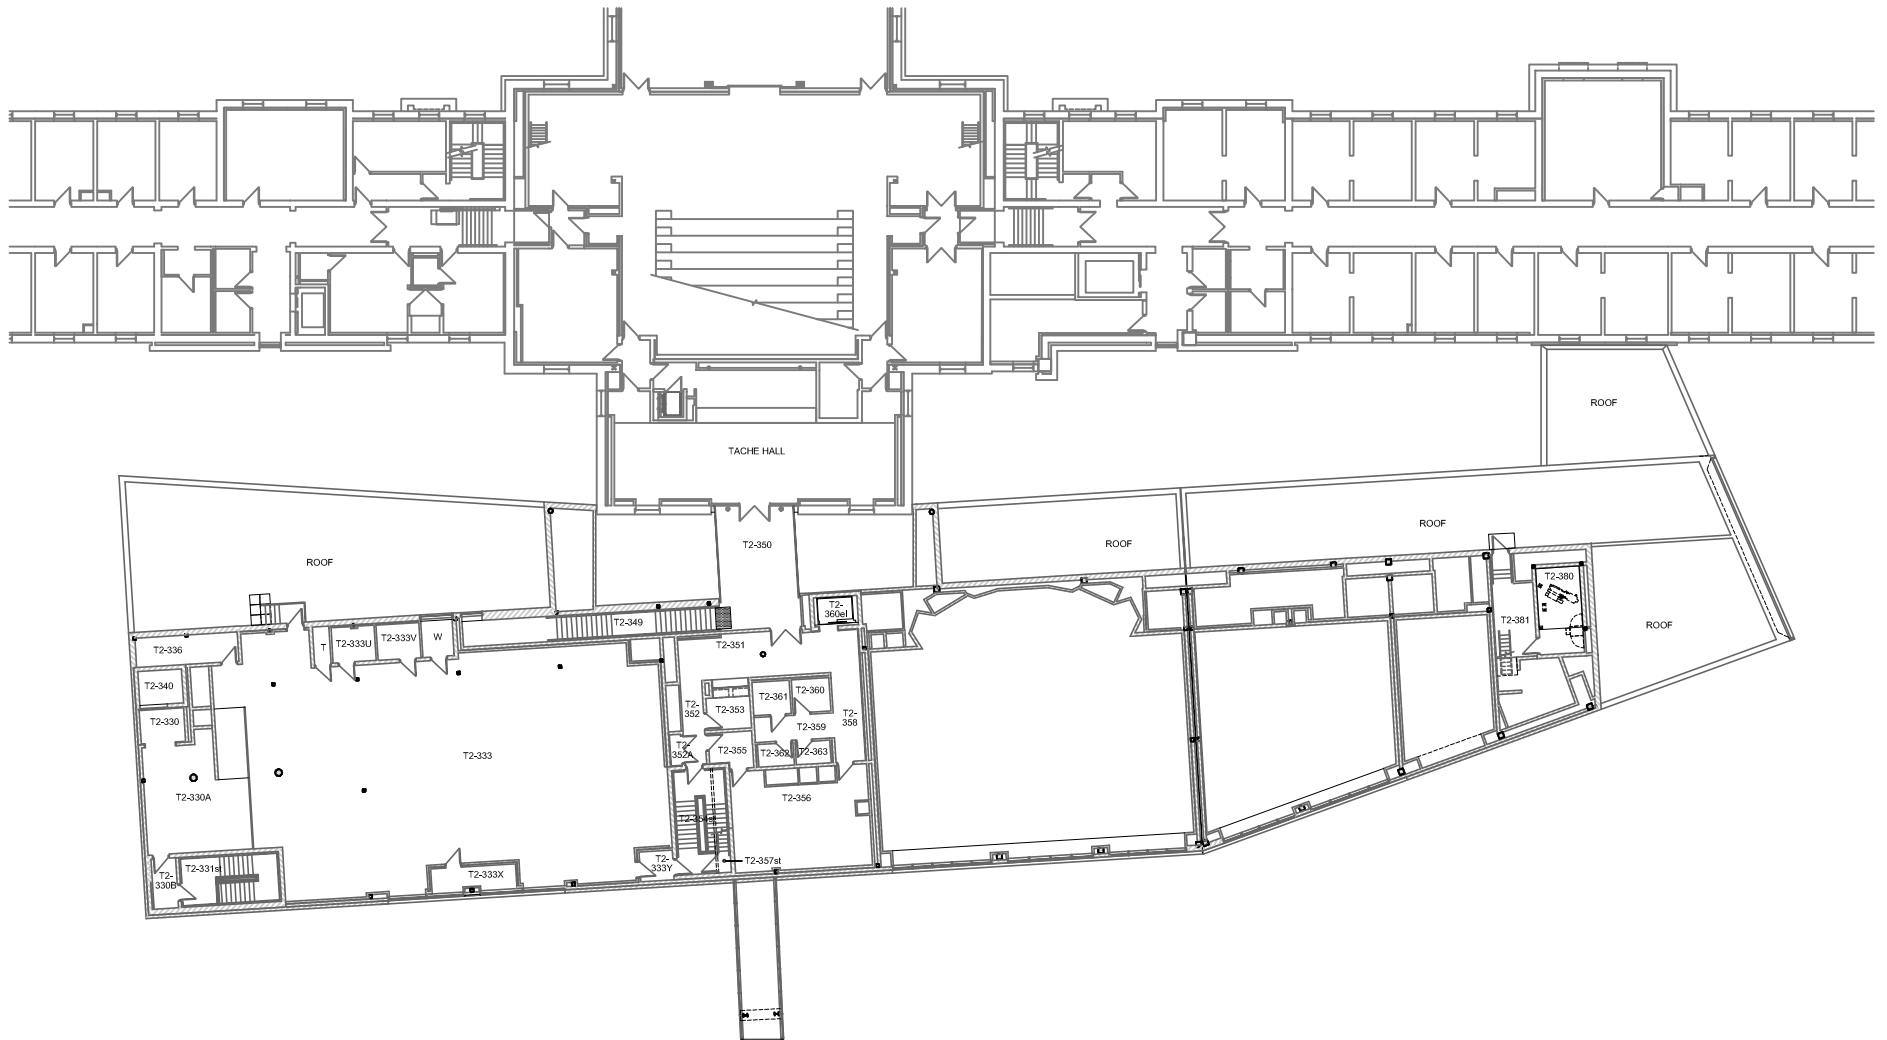 ROOF
TACHE HALL
ROOF
T2-350
ROOF
ROOF
T2-380
T2-
360el
T2-349
T2-381
ROOF
T2-336
T
T2-333U
T2-333V
W
T2-351
T2-340
T2-361
T2-360
T2-330
T2-
352
T2-353
T2-359
T2-
358
T2-333
T2-
352A
T2-355
T2-362
T2-363
T2-330A
T2-356
T2-354st
T2-
330B
T2-331st
T2-333X
T2-
333Y
T2-357st